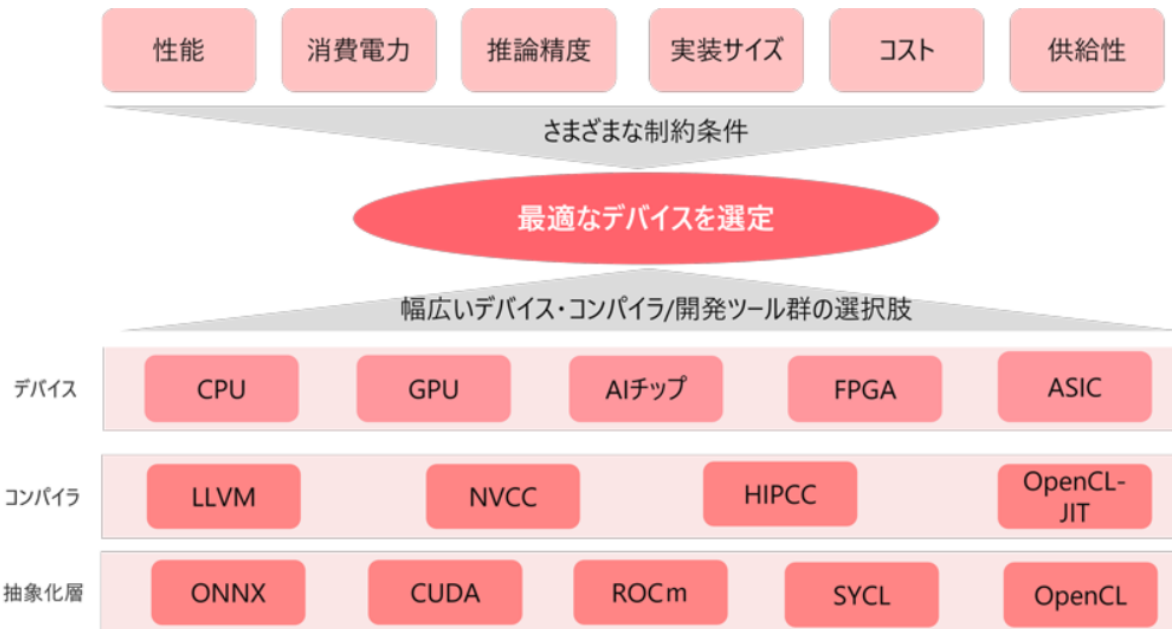 性能 消費電力 推論精度 実装サイズ コスト 供給性
さまざまな制約条件
最適なデバイスを選定
幅広いデバイス・コンパイラ/開発ツール群の選択肢
デバイス CPU GPU AIチップ FPGA ASIC
コンパイラ LLVM NVCC HIPCC OpenCL-
JIT
抽象化層 ONNX CUDA ROCm SYCL OpenCL